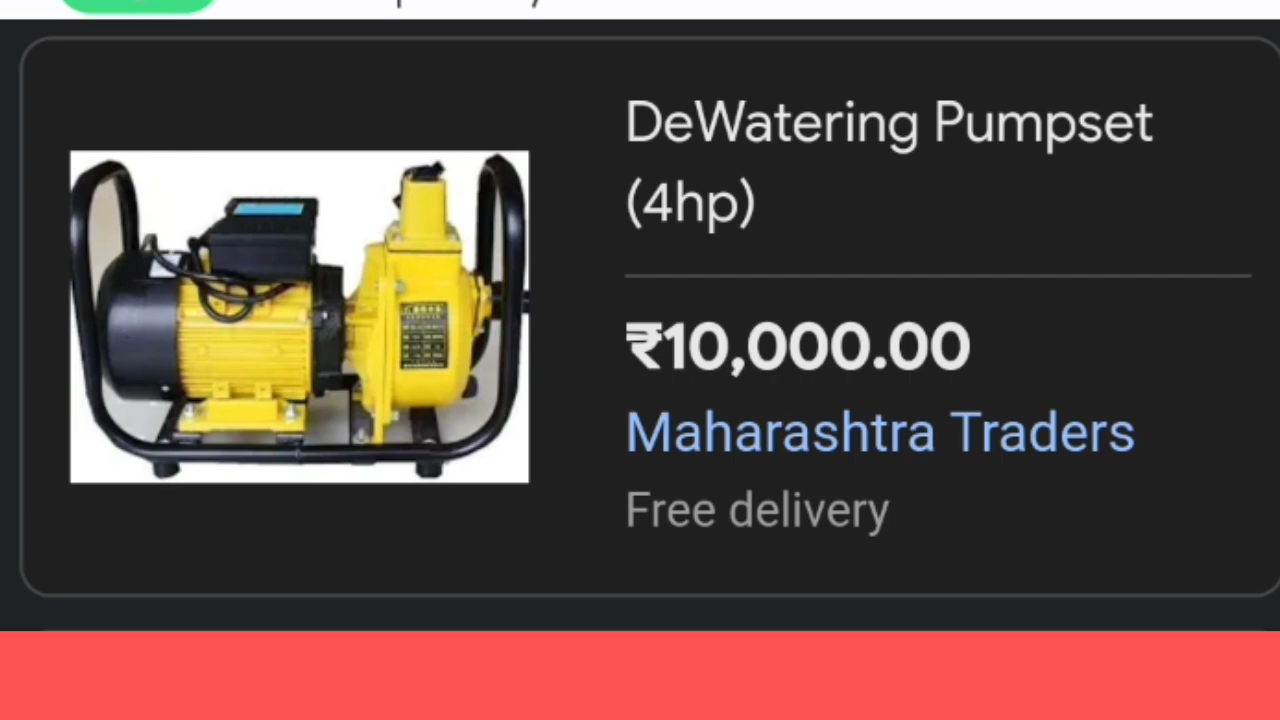 DeWatering Pumpset
(4hp)
₹10,000.00
Maharashtra Traders
Free delivery